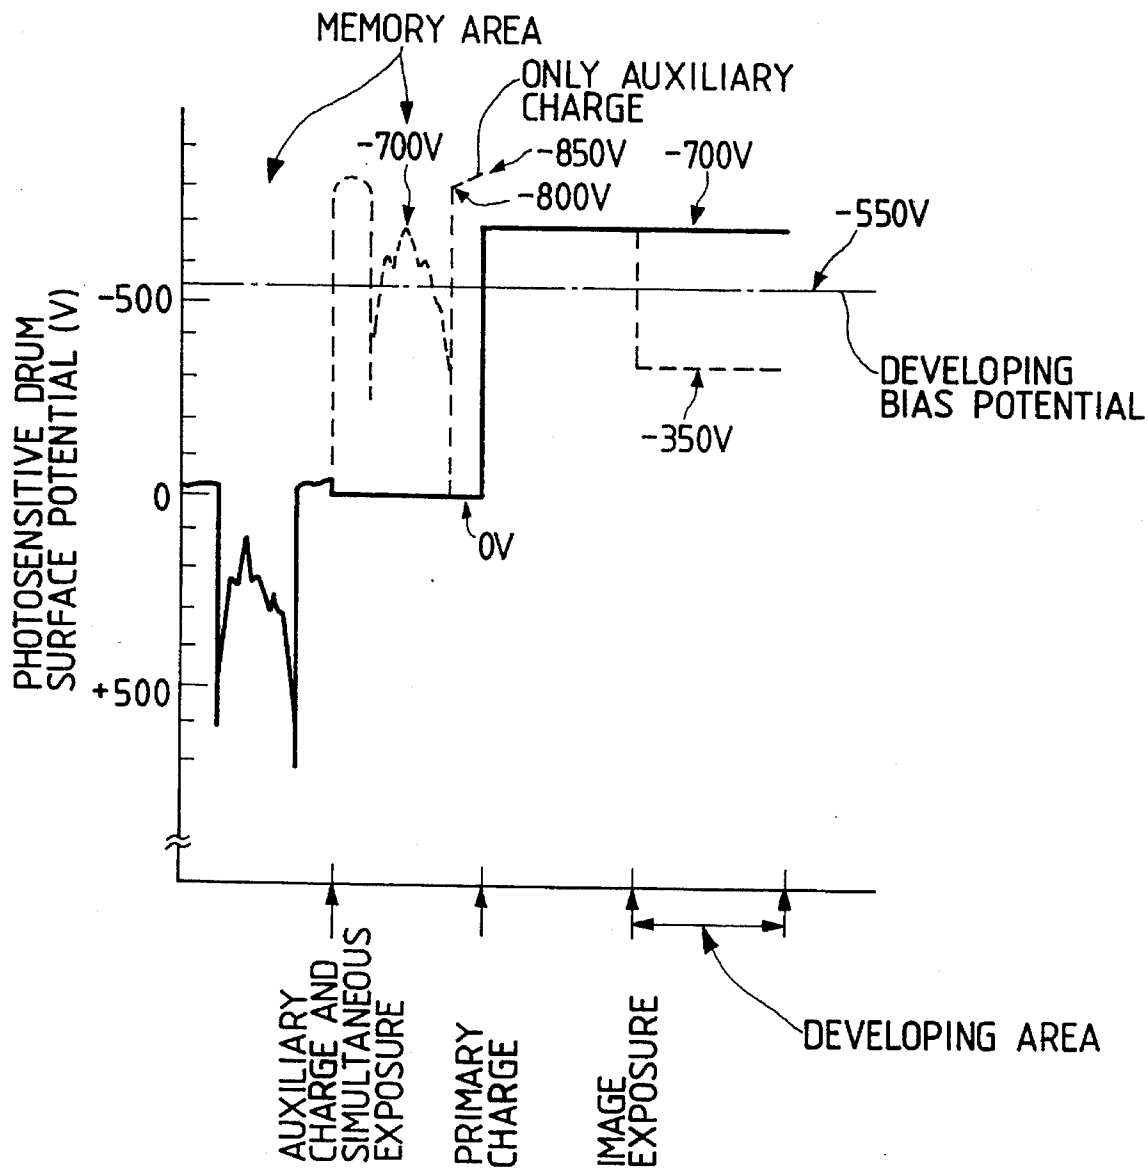 MEMORY AREA
ONLY AUXILIARY
CHARGE
-700V
-850V
-800V
-700V
-550V
-500
DEVELOPING
BIAS POTENTIAL
-350V
0
0V
+500
PHOTOSENSITIVE DRUM
SURFACE POTENTIAL (V)
AUXILIARY
CHARGE AND
SIMULTANEOUS
EXPOSURE
PRIMARY
CHARGE
IMAGE
EXPOSURE
DEVELOPING AREA